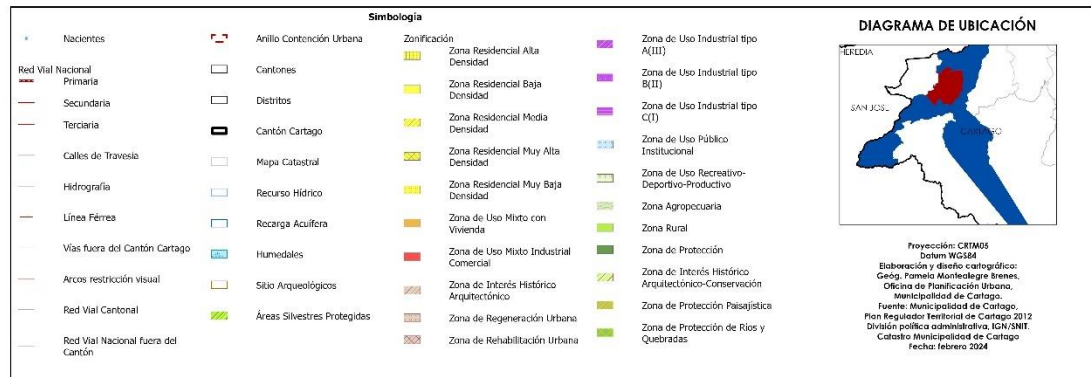 Simbología
Nacientes
Red Vial Nacional
Primaria
Secundaria
Terciaria
Calles de Travesia
Hidrografía
Línea Férrea
Vías fuera del Cantón Cartago
Arcos restricción visual
Red Vial Cantonal
Red Vial Nacional fuera del
Cantón
Anillo Contención Urbana
Cantones
Distritos
Cantón Cartago
Mapa Catastral
Recurso Hídrico
Recarga Acuífera
Humedales
Sitio Arqueológicos
Áreas Silvestres Protegidas
Zonificación
Zona Residencial Alta
Densidad
Zona Residencial Baja
Densidad
Zona Residencial Media
Densidad
Zona Residencial Muy Alta
Densidad
Zona Residencial Muy Baja
Densidad
Zona de Uso Mixto con
Vivienda
Zona de Uso Mixto Industrial
Comercial
Zona de Interés Histórico
Arquitectónico
Zona de Regeneración Urbana
Zona de Rehabilitación Urbana
Zona de Uso Industrial tipo
A(III)
Zona de Uso Industrial tipo
B(II)
Zona de Uso Industrial tipo
C(I)
Zona de Uso Público
Institucional
Zona de Uso Recreativo-
Deportivo-Productivo
Zona Agropecuaria
Zona Rural
Zona de Protección
Zona de Interés Histórico
Arquitectónico-Conservación
Zona de Protección Paisajística
Zona de Protección de Ríos y
Quebradas
DIAGRAMA DE UBICACIÓN
HEREDIA
SAN JOSE
CARTAGO
Proyección: CRTM05
Datum WGS84
Elaboración y diseño cartográfico:
Geóg. Pamela Montealegre Brenes,
Oficina de Planificación Urbana,
Municipalidad de Cartago.
Fuente: Municipalidad de Cartago,
Plan Regulador Territorial de Cartago 2012
División política administrativa, IGN/SNIT.
Catastro Municipalidad de Cartago
Fecha: febrero 2024